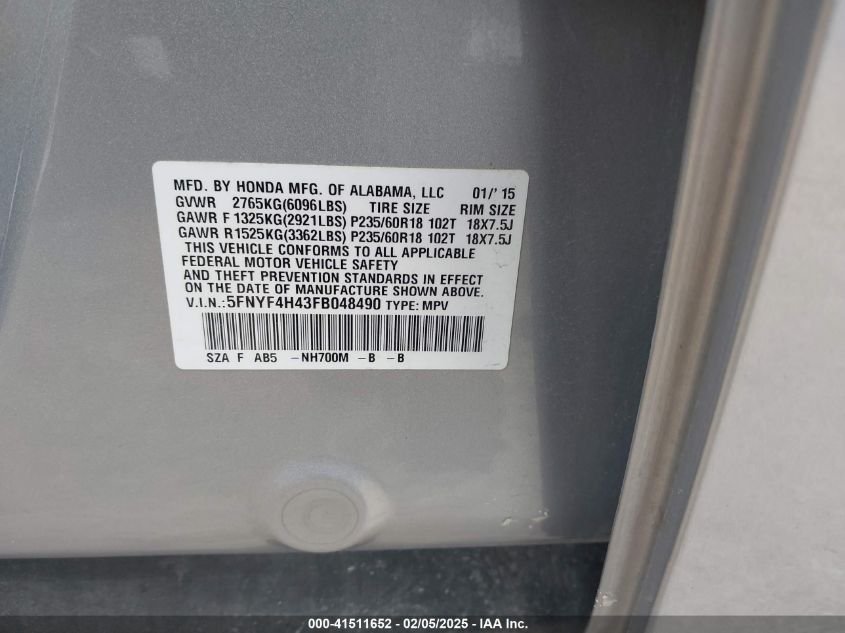 MFD. BY HONDA MFG. OF ALABAMA, LLC 01/' 15
GVWR 2765KG(6096LBS) TIRE SIZE RIM SIZE
GAWR F 1325KG(2921LBS) P235/60R18 102T 18X7.5J
GAWR R1525KG(3362LBS) P235/60R18 102T 18X7.5J
THIS VEHICLE CONFORMS TO ALL APPLICABLE
FEDERAL MOTOR VEHICLE SAFETY
AND THEFT PREVENTION STANDARDS IN EFFECT
ON THE DATE OF MANUFACTURE SHOWN ABOVE.
V.I.N.:5FNYF4H43FB048490 TYPE: MPV
SZA F AB5 -NH700M -B -B
000-41511652 - 02/05/2025 - IAA Inc.